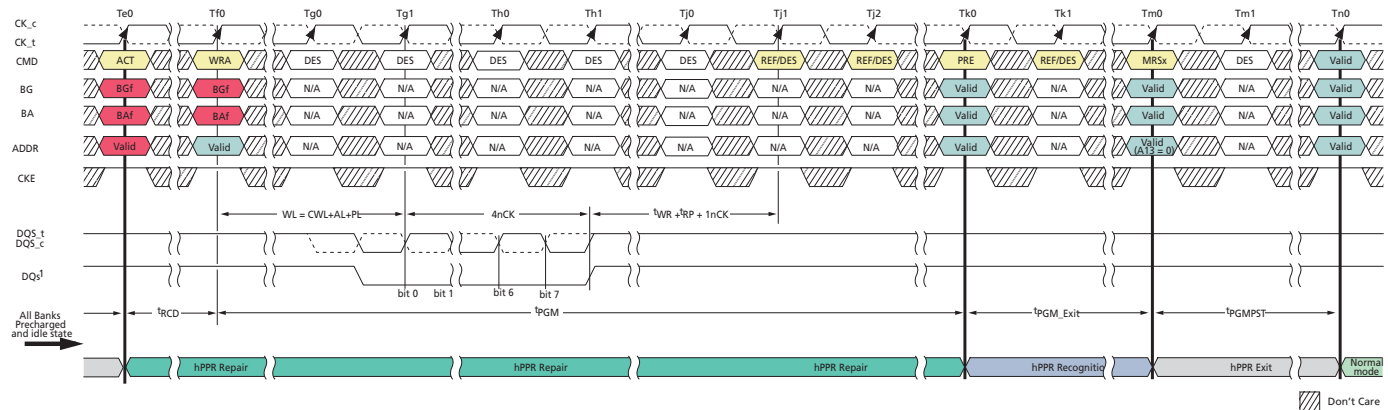 Te0 Tf0 Tg0 Tg1 Th0 Th1 Tj0 Tj1 Tj2 Tk0 Tk1 Tm0 Tm1 Tn0
CK_c
CK_t
CMD ACT WRA DES DES DES DES DES REF/DES REF/DES PRE REF/DES MRSx DES Valid
BG BGf BGf N/A N/A N/A N/A N/A N/A N/A Valid N/A Valid N/A Valid
BA BAf BAf N/A N/A N/A N/A N/A N/A N/A Valid N/A Valid N/A Valid
ADDR Valid Valid N/A N/A N/A N/A N/A N/A N/A Valid N/A Valid (A13 = 0) N/A Valid
CKE
WL = CWL+AL+PL 4nCK tWR +tRP + 1nCK
DQS_t
DQS_c
DQs1
bit 0 bit 1 bit 6 bit 7
All Banks
Precharged
and idle state
tRCD tPGM tPGM_Exit tPGMPST
hPPR Repair hPPR Repair hPPR Repair hPPR Recognitic hPPR Exit Normal
mode
Don't Care